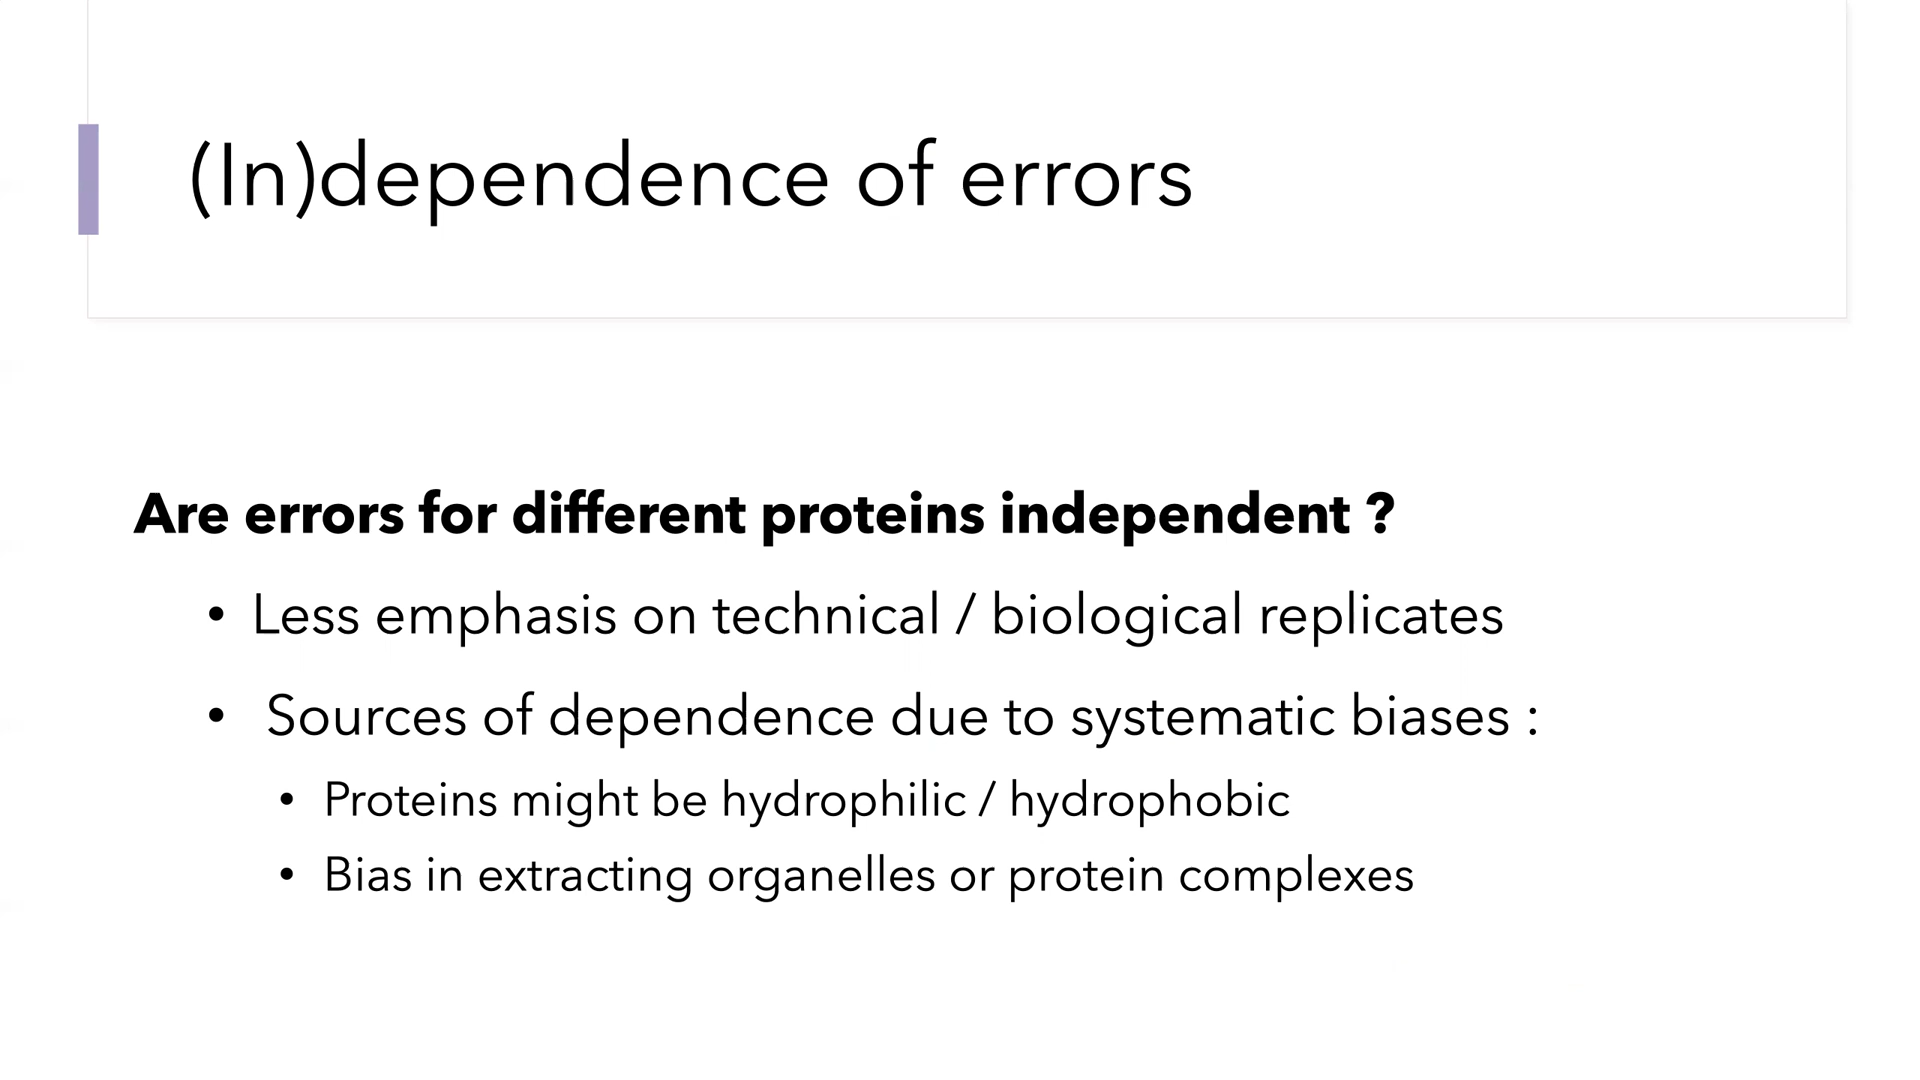 (In)dependence of errors
Are errors for different proteins independent ?
• Less emphasis on technical / biological replicates
• Sources of dependence due to systematic biases :
• Proteins might be hydrophilic / hydrophobic
• Bias in extracting organelles or protein complexes